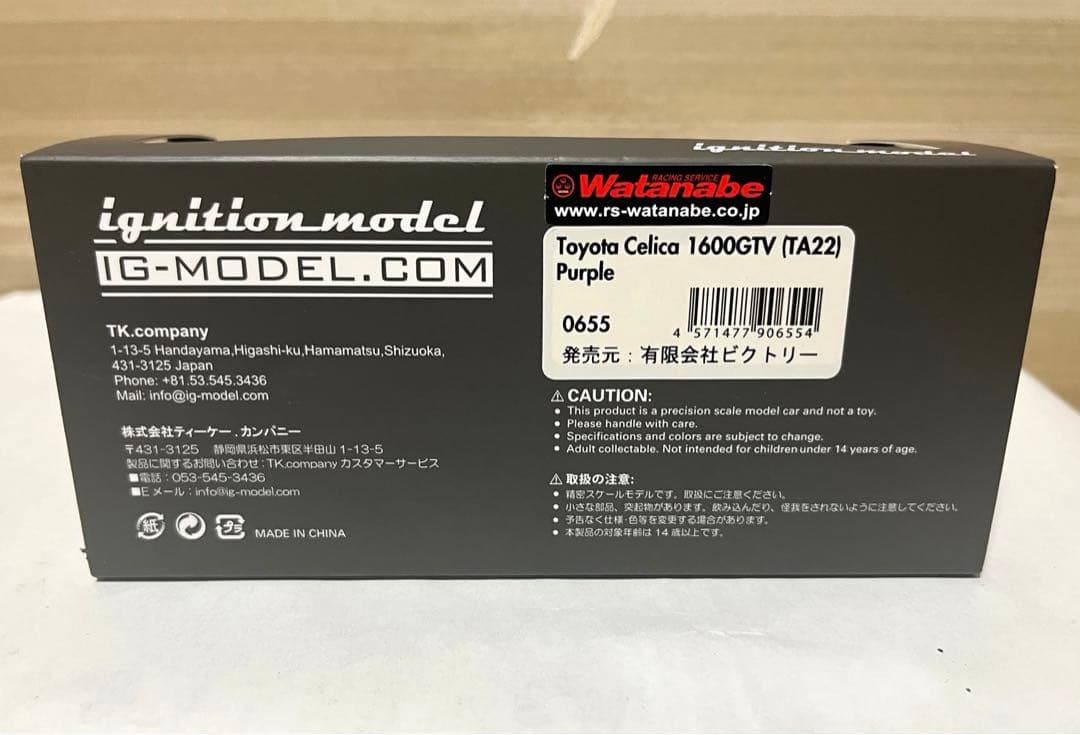 ignition model
ignition model
IG-MODEL.COM
TK.company
1-13-5 Handayama,Higashi-ku,Hamamatsu,Shizuoka,
431-3125 Japan
Phone: +81.53.545.3436
Mail: info@ig-model.com
株式会社ティーケー.カンパニー
〒431-3125 静岡県浜松市東区半田山1-13-5
製品に関するお問い合わせ:TK.company カスタマーサービス
■電話:053-545-3436
■Eメール:info@ig-model.com
紙
プラ
MADE IN CHINA
RACING SERVICE
Watanabe
www.rs-watanabe.co.jp
Toyota Celica 1600GTV (TA22)
Purple
0655
4 571477 906554
発売元:有限会社ビクトリー
⚠ CAUTION:
• This product is a precision scale model car and not a toy.
• Please handle with care.
• Specifications and colors are subject to change.
• Adult collectable. Not intended for children under 14 years of age.
⚠ 取扱の注意:
• 精密スケールモデルです。取扱にご注意ください。
• 小さな部品、突起物があります。飲み込んだり、怪我をされないように注意してください。
• 予告なく仕様・色等を変更する場合があります。
• 本製品の対象年齢は14歳以上です。